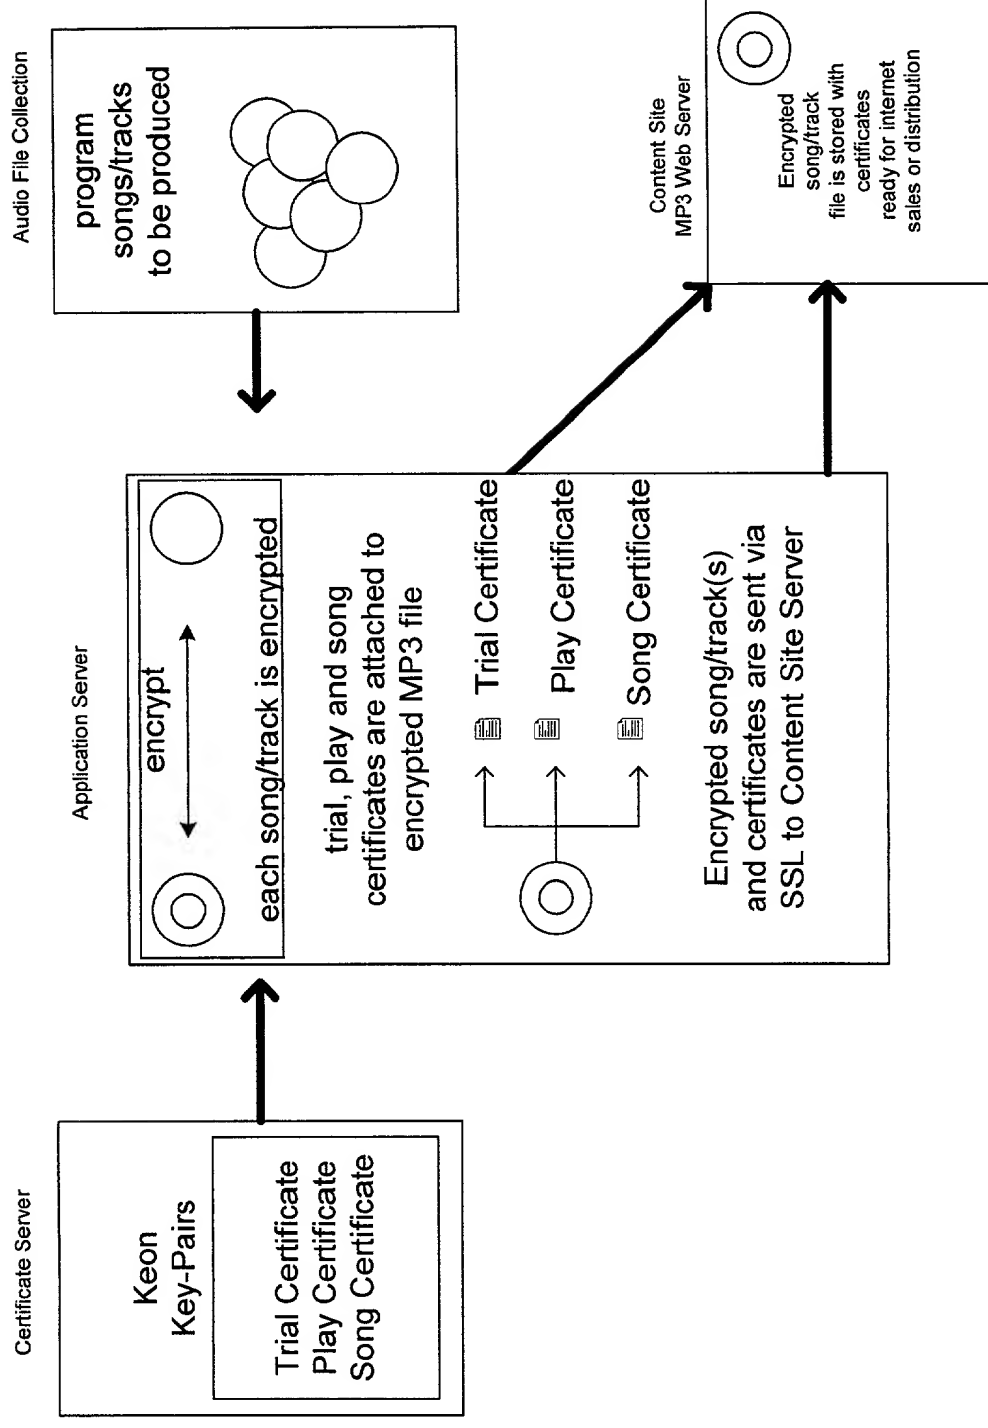 Certificate Server
Keon
Key-Pairs
Trial Certificate
Play Certificate
Song Certificate
Application Server
encrypt
each song/track is encrypted
trial, play and song
certificates are attached to
encrypted MP3 file
Trial Certificate
Play Certificate
Song Certificate
Encrypted song/track(s)
and certificates are sent via
SSL to Content Site Server
Audio File Collection
program
songs/tracks
to be produced
Content Site
MP3 Web Server
Encrypted
song/track
file is stored with
certificates
ready for internet
sales or distribution